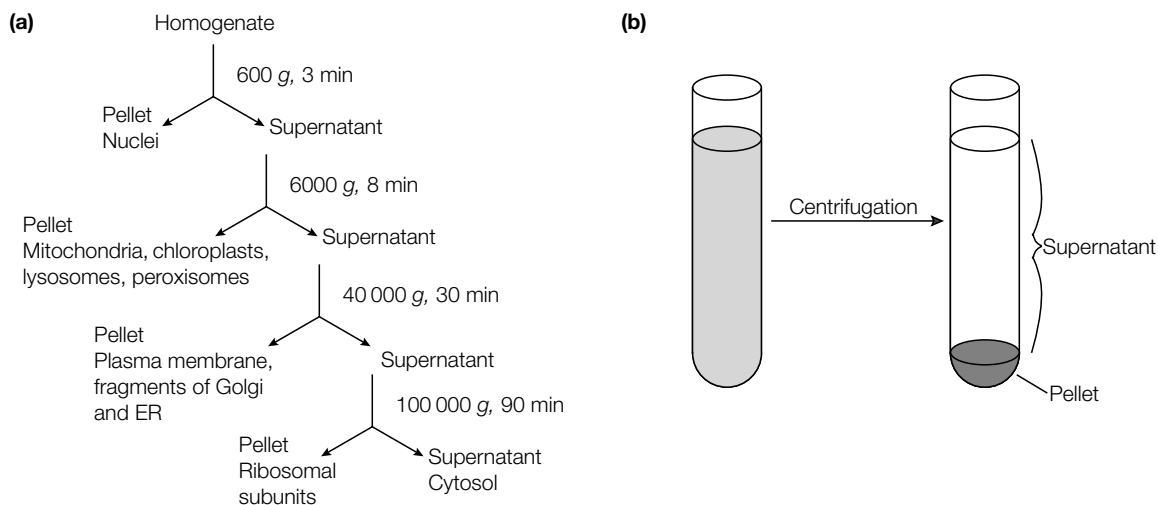 (a)
Homogenate
600 g, 3 min
Pellet
Nuclei
Supernatant
6000 g, 8 min
Pellet
Mitochondria, chloroplasts,
lysosomes, peroxisomes
Supernatant
40 000 g, 30 min
Pellet
Plasma membrane,
fragments of Golgi
and ER
Supernatant
100 000 g, 90 min
Pellet
Ribosomal
subunits
Supernatant
Cytosol
(b)
Centrifugation
Supernatant
Pellet